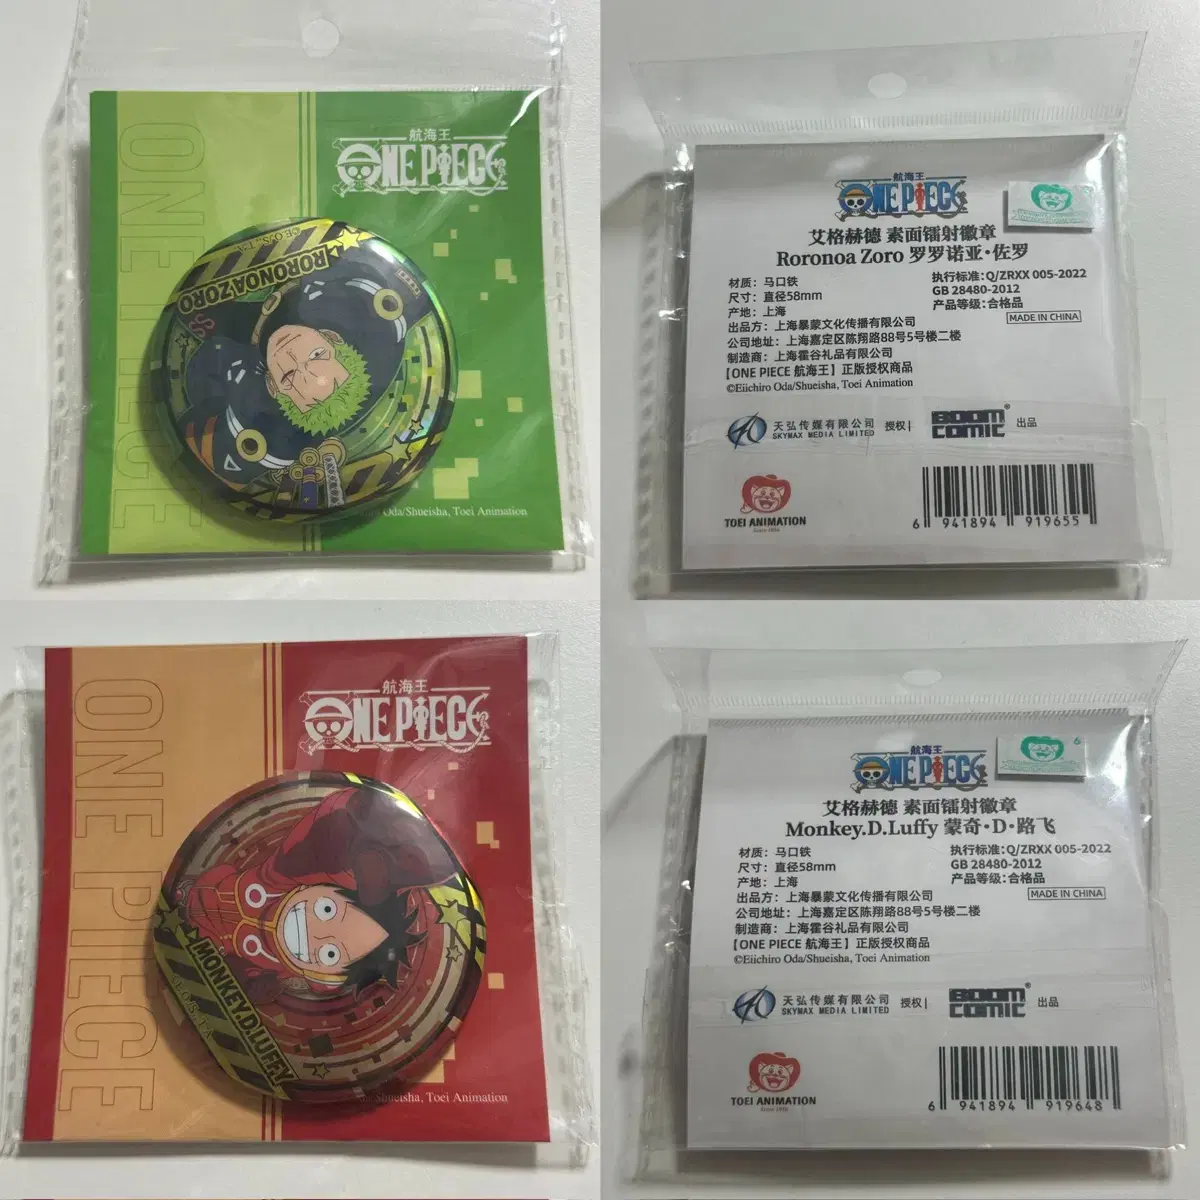 ONE PIECE
航海王
ONE PIECE
©E.O./S.,T.A.
RORONOA ZORO
Oda/Shueisha, Toei Animation
航海王
ONE PIECE
艾格赫德 素面镭射徽章
Roronoa Zoro 罗罗诺亚·佐罗
材质：马口铁
尺寸：直径58mm
产地：上海
出品方：上海暴蒙文化传播有限公司
公司地址：上海嘉定区陈翔路88号5号楼二楼
制造商：上海霍谷礼品有限公司
【ONE PIECE 航海王】正版授权商品
©Eiichiro Oda/Shueisha, Toei Animation
执行标准：Q/ZRXX 005-2022
GB 28480-2012
产品等级：合格品
MADE IN CHINA
天弘传媒有限公司 授权 | BOOM COMIC® 出品
SKYMAX MEDIA LIMITED
TOEI ANIMATION
Since 1956
6 941894 919655
ONE PIECE
航海王
ONE PIECE
MONKEY.D.LUFFY
Shueisha, Toei Animation
航海王
ONE PIECE
艾格赫德 素面镭射徽章
Monkey.D.Luffy 蒙奇·D·路飞
材质：马口铁
尺寸：直径58mm
产地：上海
出品方：上海暴蒙文化传播有限公司
公司地址：上海嘉定区陈翔路88号5号楼二楼
制造商：上海霍谷礼品有限公司
【ONE PIECE 航海王】正版授权商品
©Eiichiro Oda/Shueisha, Toei Animation
执行标准：Q/ZRXX 005-2022
GB 28480-2012
产品等级：合格品
MADE IN CHINA
天弘传媒有限公司 授权 | BOOM COMIC® 出品
SKYMAX MEDIA LIMITED
TOEI ANIMATION
Since 1956
6 941894 919648